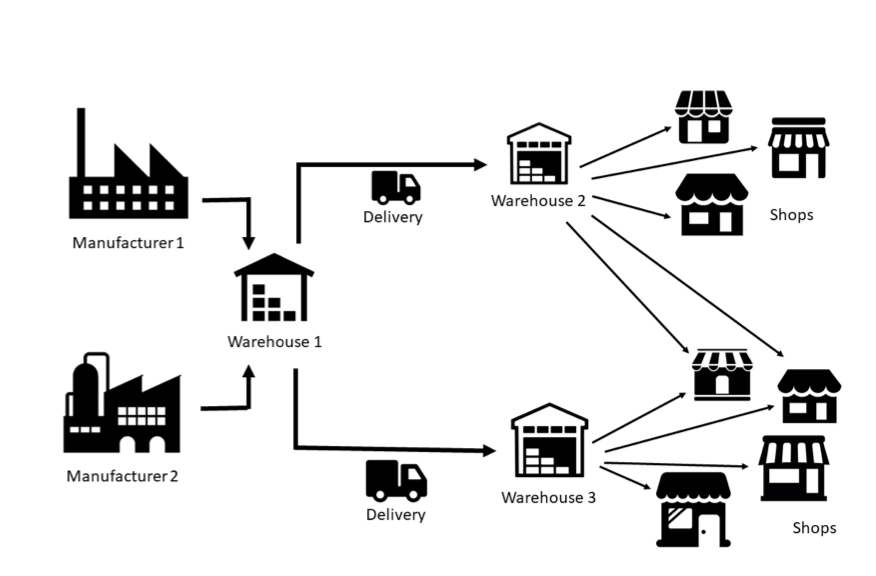 Manufacturer 1
Manufacturer 2
Warehouse 1
Delivery
Delivery
Warehouse 2
Warehouse 3
Shops
Shops